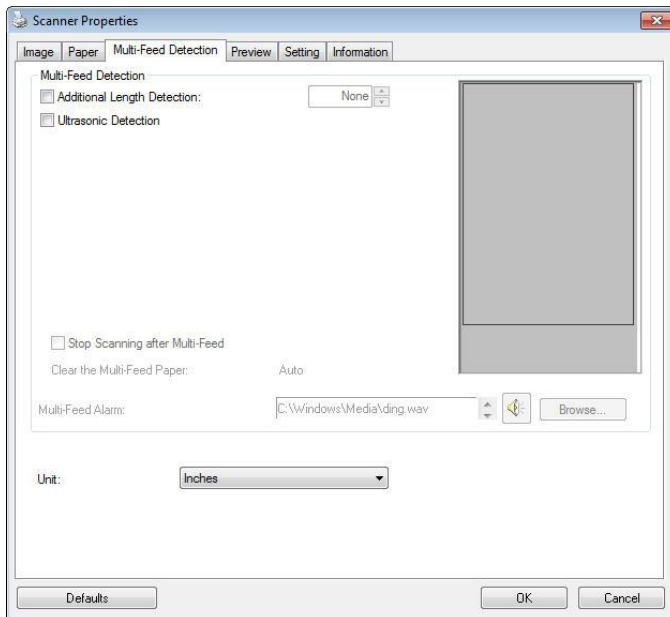 Scanner Properties
Image Paper Multi-Feed Detection Preview Setting Information
Multi-Feed Detection
Additional Length Detection: None
Ultrasonic Detection
Stop Scanning after Multi-Feed
Clear the Multi-Feed Paper: Auto
Multi-Feed Alarm: C:\Windows\Media\ding.wav Browse...
Unit: Inches
Defaults OK Cancel